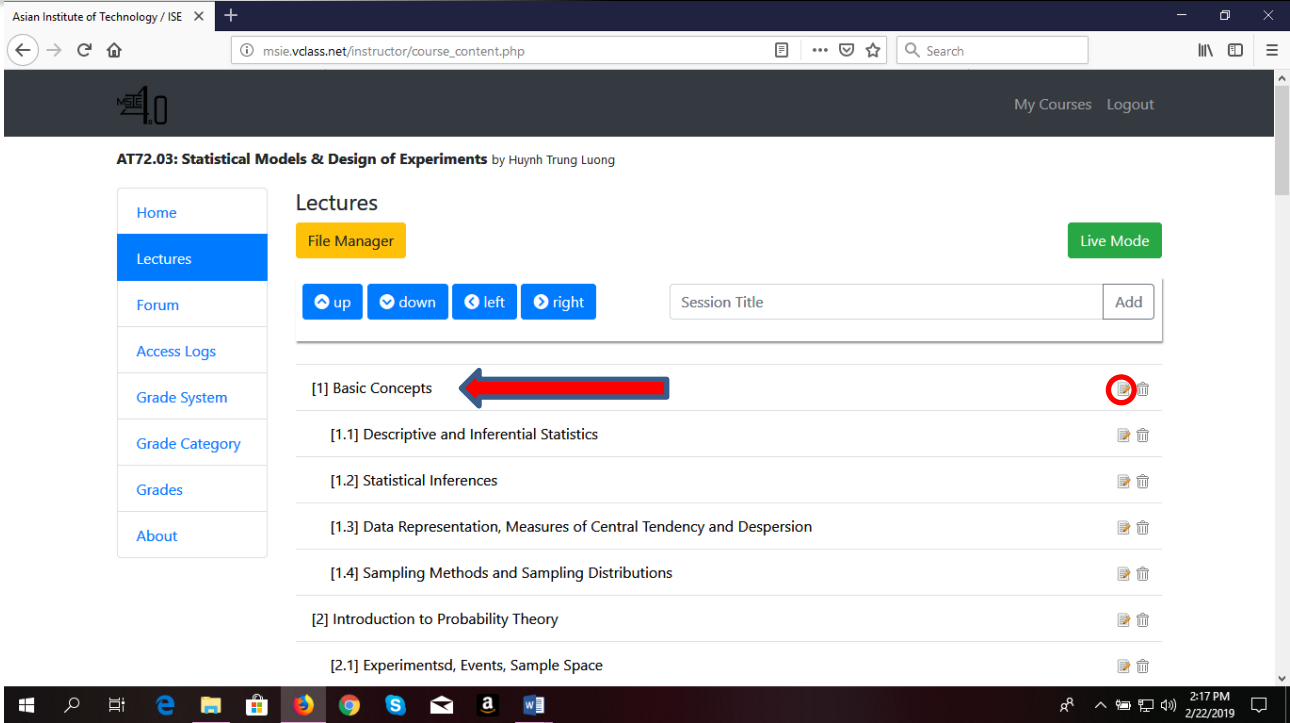 Asian Institute of Technology / ISE
msie.vclass.net/instructor/course_content.php
Search
MSIE 4.0
My Courses Logout
AT72.03: Statistical Models & Design of Experiments by Huynh Trung Luong
Home
Lectures
Forum
Access Logs
Grade System
Grade Category
Grades
About
Lectures
File Manager
Live Mode
up down left right
Session Title
Add
[1] Basic Concepts
[1.1] Descriptive and Inferential Statistics
[1.2] Statistical Inferences
[1.3] Data Representation, Measures of Central Tendency and Despersion
[1.4] Sampling Methods and Sampling Distributions
[2] Introduction to Probability Theory
[2.1] Experimentsd, Events, Sample Space
2:17 PM
2/22/2019